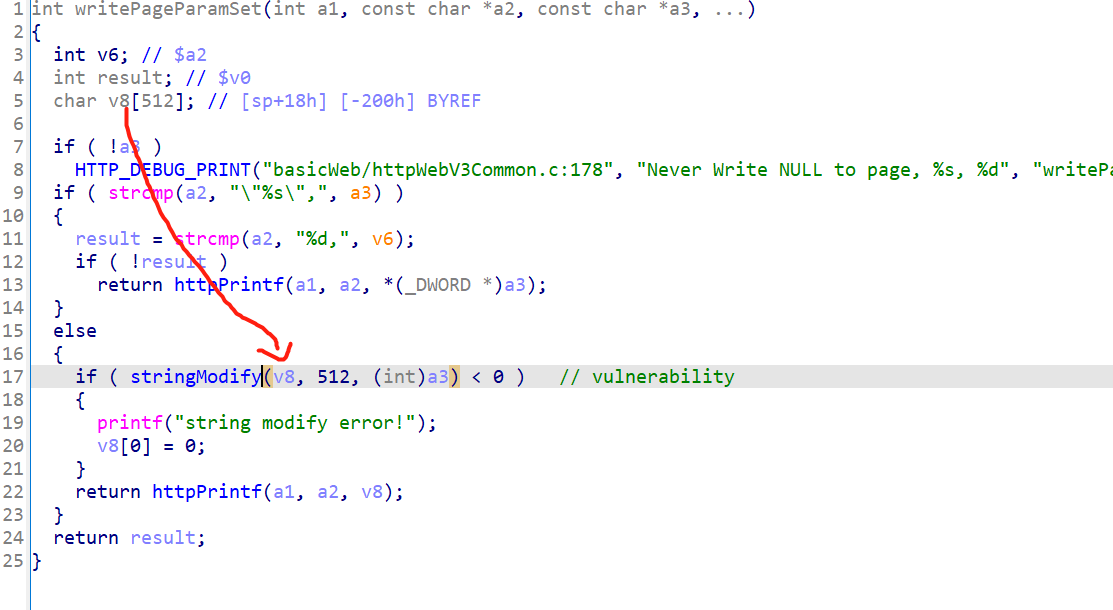 1 int writePageParamSet(int a1, const char *a2, const char *a3, ...)
2 {
3 int v6; // $a2
4 int result; // $v0
5 char v8[512]; // [sp+18h] [-200h] BYREF
6
7 if ( !a3 )
8 HTTP_DEBUG_PRINT("basicWeb/httpWebV3Common.c:178", "Never Write NULL to page, %s, %d", "writePa
9 if ( strcmp(a2, "\"%s\",", a3) )
10 {
11 result = strcmp(a2, "%d,", v6);
12 if ( !result )
13 return httpPrintf(a1, a2, *(_DWORD *)a3);
14 }
15 else
16 {
17 if ( stringModify(v8, 512, (int)a3) < 0 ) // vulnerability
18 {
19 printf("string modify error!");
20 v8[0] = 0;
21 }
22 return httpPrintf(a1, a2, v8);
23 }
24 return result;
25 }